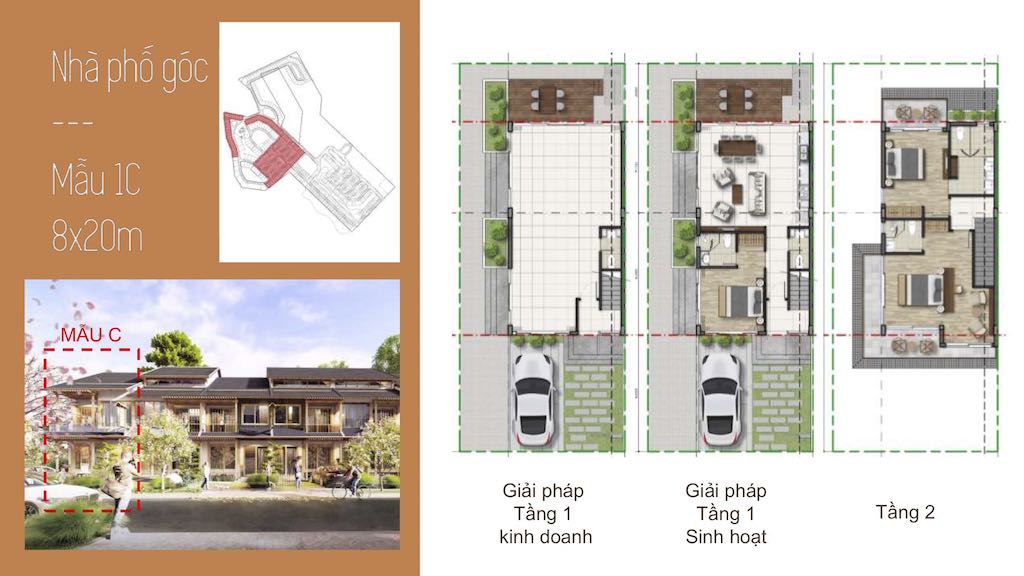 Nhà phố góc
---
Mẫu 1C
8x20m
MẪU C
Giải pháp
Tầng 1
kinh doanh
Giải pháp
Tầng 1
Sinh hoạt
Tầng 2